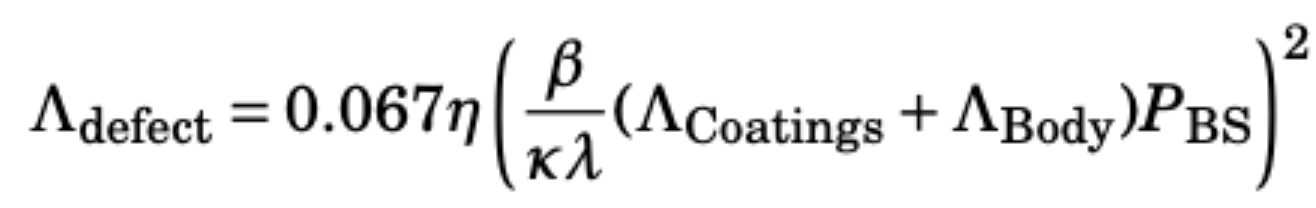 Λ_defect = 0.067η(β/κλ (Λ_Coatings + Λ_Body)P_BS)^2